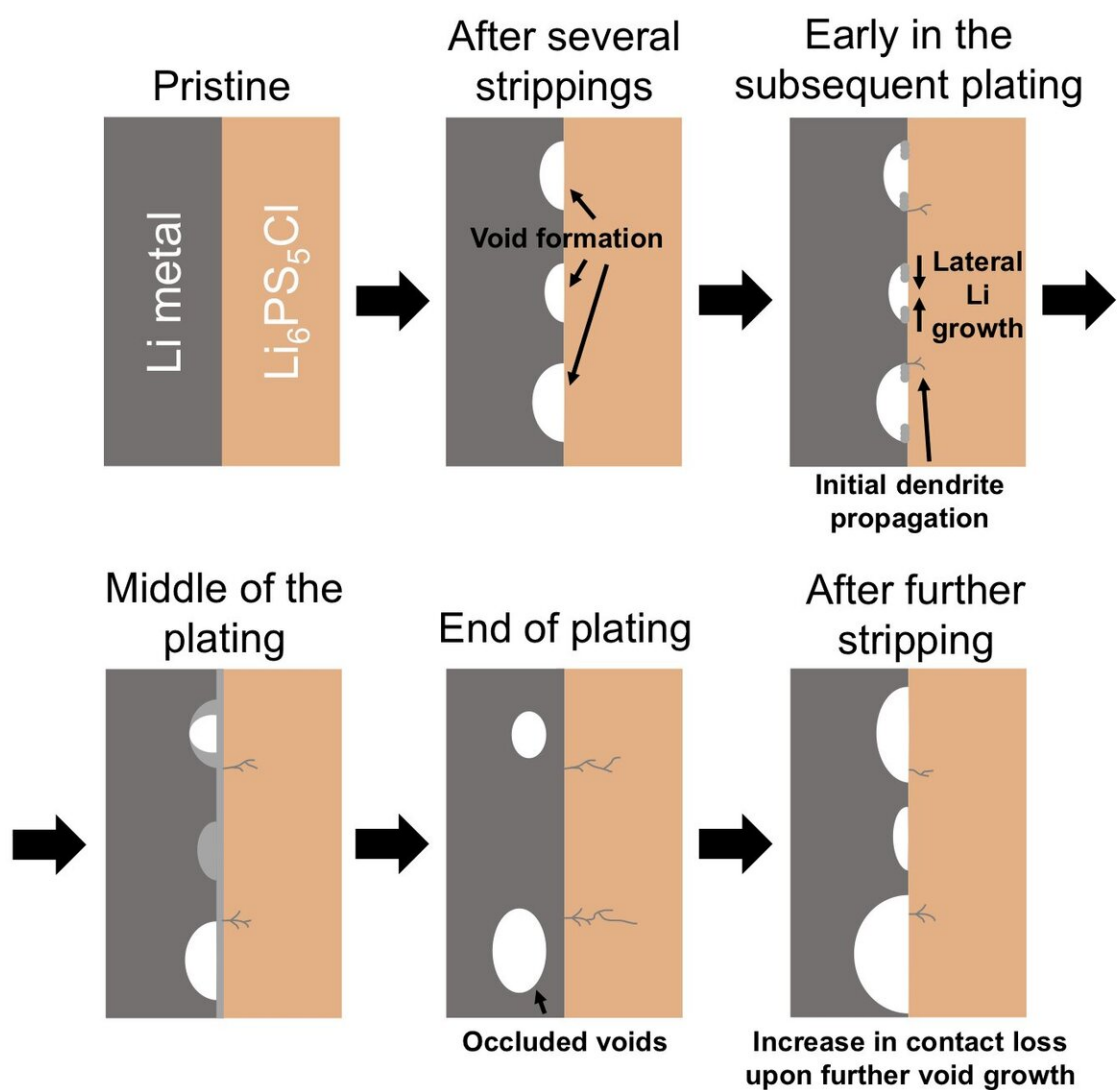 Pristine
After several
strippings
Early in the
subsequent plating
Li metal
Li₆PS₅Cl
Void formation
Lateral
Li
growth
Initial dendrite
propagation
Middle of the
plating
End of plating
After further
stripping
Occluded voids
Increase in contact loss
upon further void growth